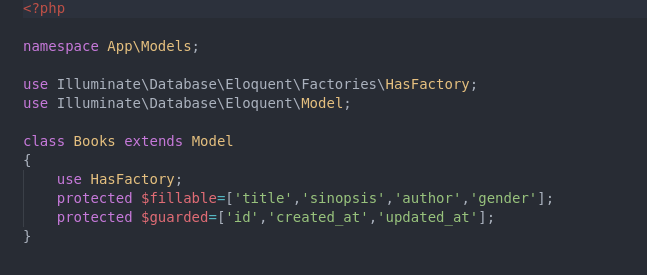 <?php
namespace App\Models;
use Illuminate\Database\Eloquent\Factories\HasFactory;
use Illuminate\Database\Eloquent\Model;
class Books extends Model
{
use HasFactory;
protected $fillable=['title','sinopsis','author','gender'];
protected $guarded=['id','created_at','updated_at'];
}